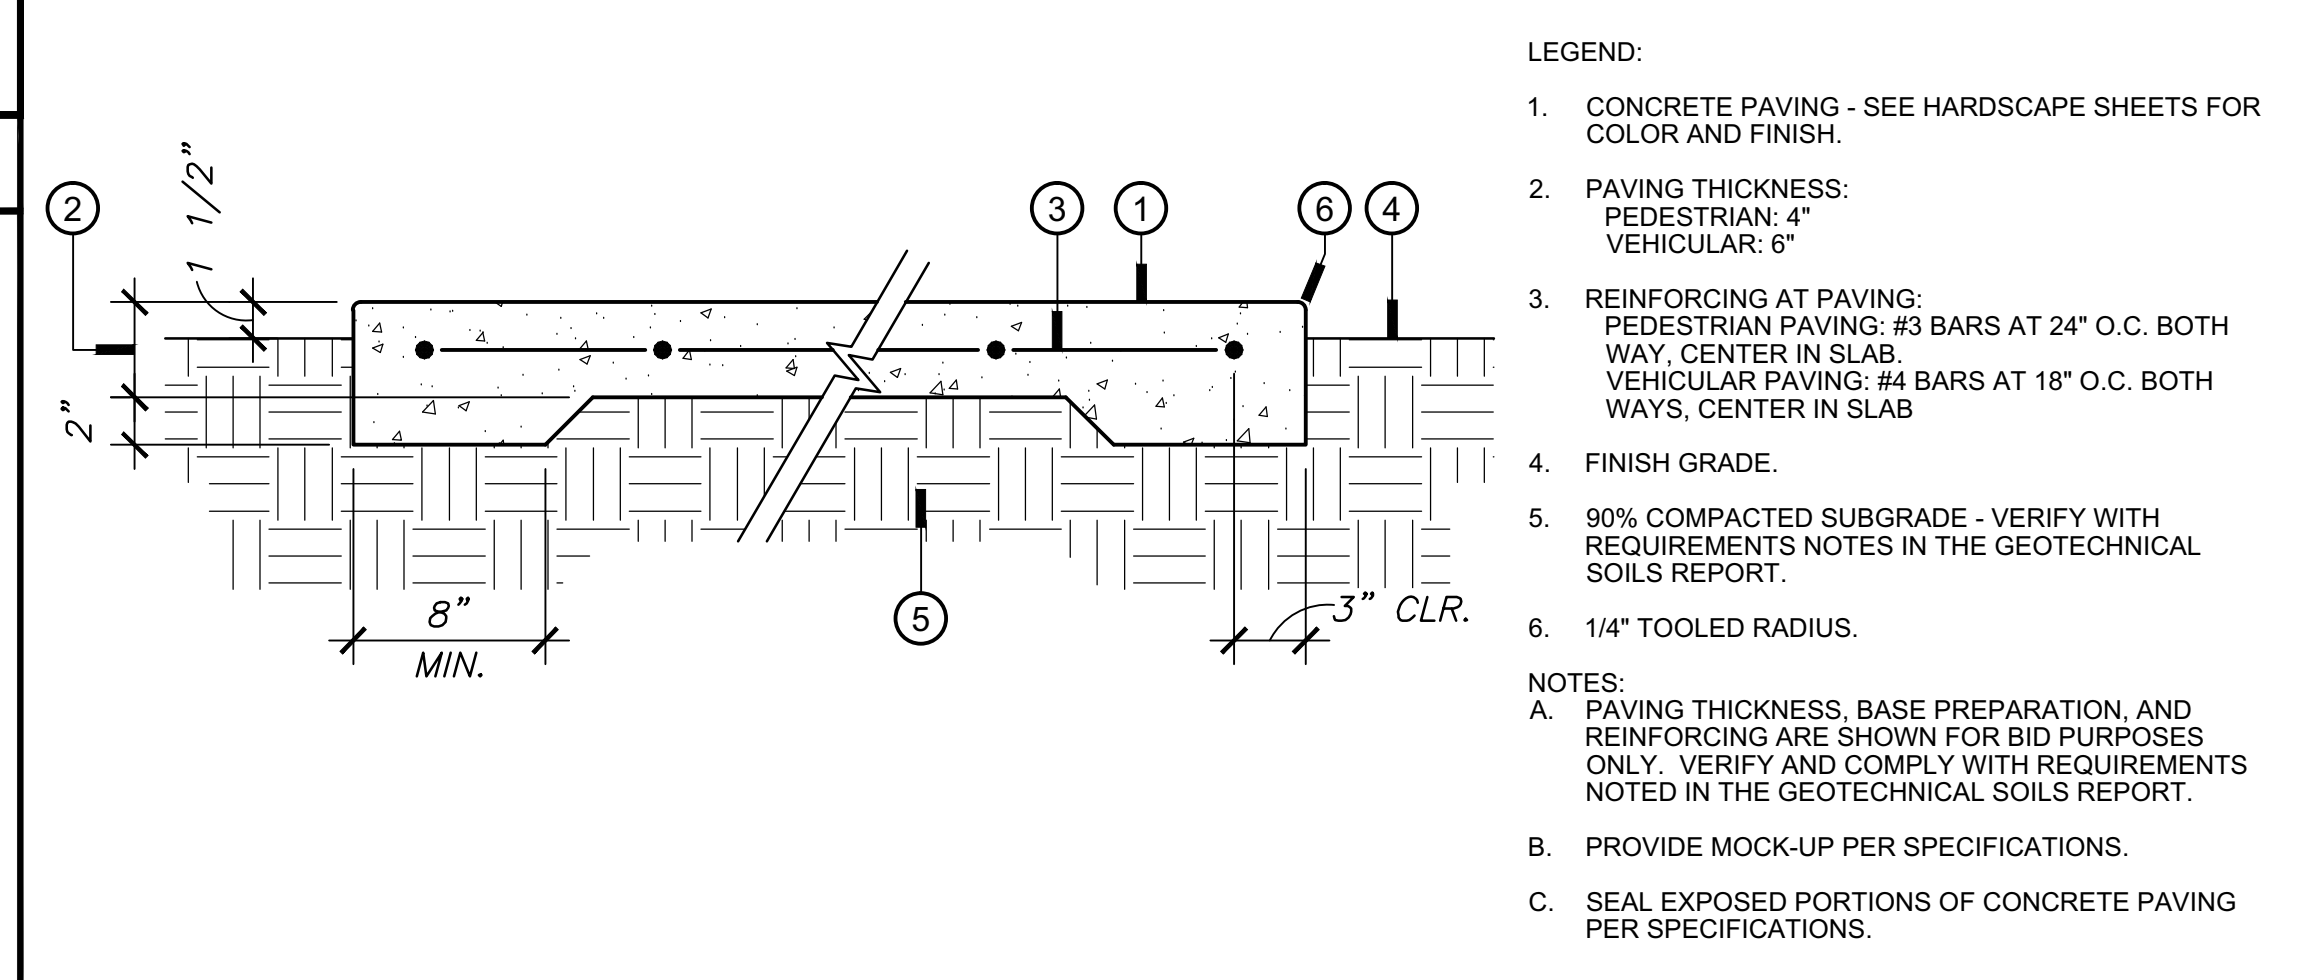 2
1 1/2"
3
1
6
4
2"
8"
MIN.
5
3" CLR.
LEGEND:
1. CONCRETE PAVING - SEE HARDSCAPE SHEETS FOR
COLOR AND FINISH.
2. PAVING THICKNESS:
PEDESTRIAN: 4"
VEHICULAR: 6"
3. REINFORCING AT PAVING:
PEDESTRIAN PAVING: #3 BARS AT 24" O.C. BOTH
WAY, CENTER IN SLAB.
VEHICULAR PAVING: #4 BARS AT 18" O.C. BOTH
WAYS, CENTER IN SLAB
4. FINISH GRADE.
5. 90% COMPACTED SUBGRADE - VERIFY WITH
REQUIREMENTS NOTES IN THE GEOTECHNICAL
SOILS REPORT.
6. 1/4" TOOLED RADIUS.
NOTES:
A. PAVING THICKNESS, BASE PREPARATION, AND
REINFORCING ARE SHOWN FOR BID PURPOSES
ONLY. VERIFY AND COMPLY WITH REQUIREMENTS
NOTED IN THE GEOTECHNICAL SOILS REPORT.
B. PROVIDE MOCK-UP PER SPECIFICATIONS.
C. SEAL EXPOSED PORTIONS OF CONCRETE PAVING
PER SPECIFICATIONS.